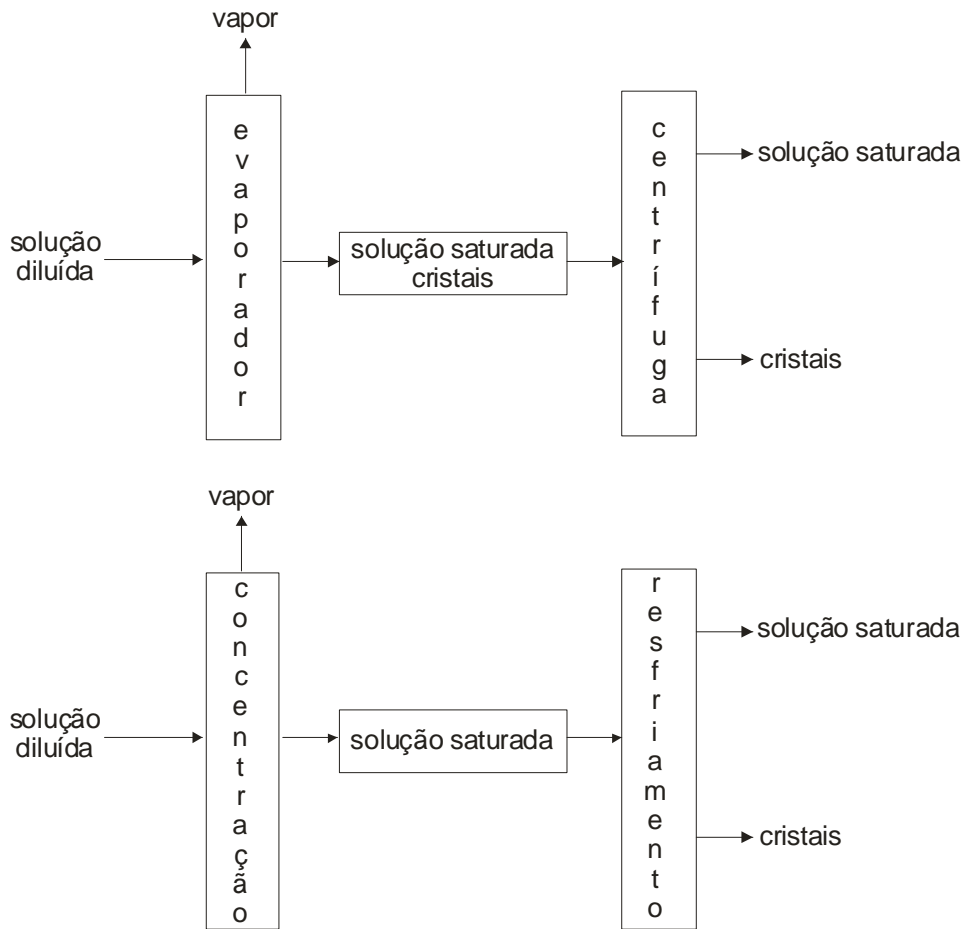 vapor
evaporador
centrífuga
solução saturada
solução
diluída
solução saturada
cristais
cristais
vapor
concentração
resfriamento
solução saturada
solução
diluída
solução saturada
cristais